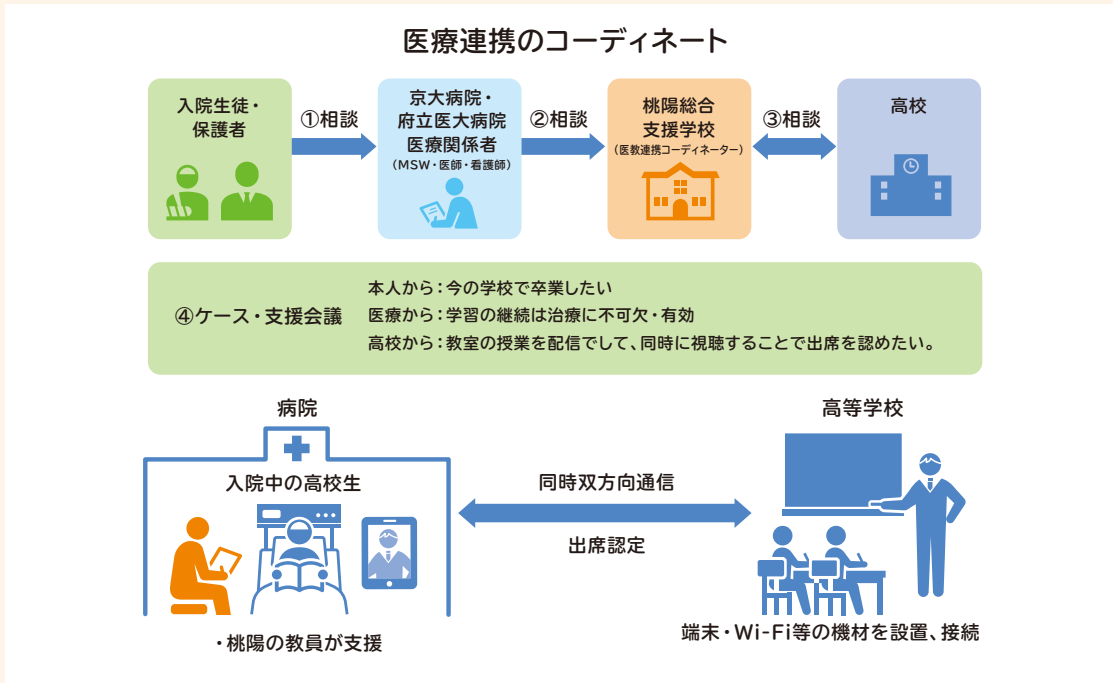 医療連携のコーディネート
入院生徒・
保護者
①相談
京大病院・
府立医大病院
医療関係者
（MSW・医師・看護師）
②相談
桃陽総合
支援学校
（医教連携コーディネーター）
③相談
高校
④ケース・支援会議
本人から：今の学校で卒業したい
医療から：学習の継続は治療に不可欠・有効
高校から：教室の授業を配信でして、同時に視聴することで出席を認めたい。
病院
入院中の高校生
・桃陽の教員が支援
同時双方向通信
出席認定
高等学校
端末・Wi-Fi等の機材を設置、接続